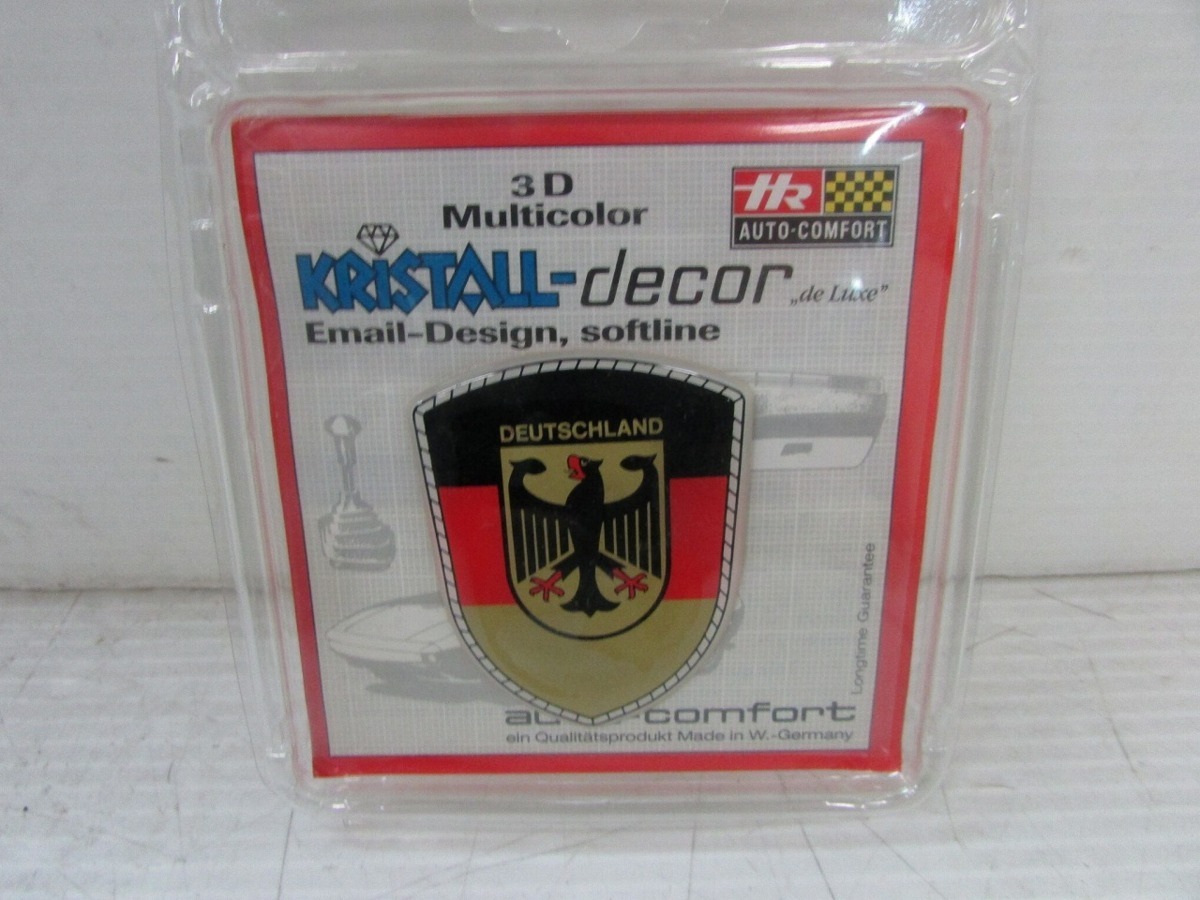 3D
Multicolor
HR
AUTO-COMFORT
KRISTALL-decor „de Luxe”
Email-Design, softline
DEUTSCHLAND
Longtime Guarantee
-comfort
ein Qualitätsprodukt Made in W.-Germany